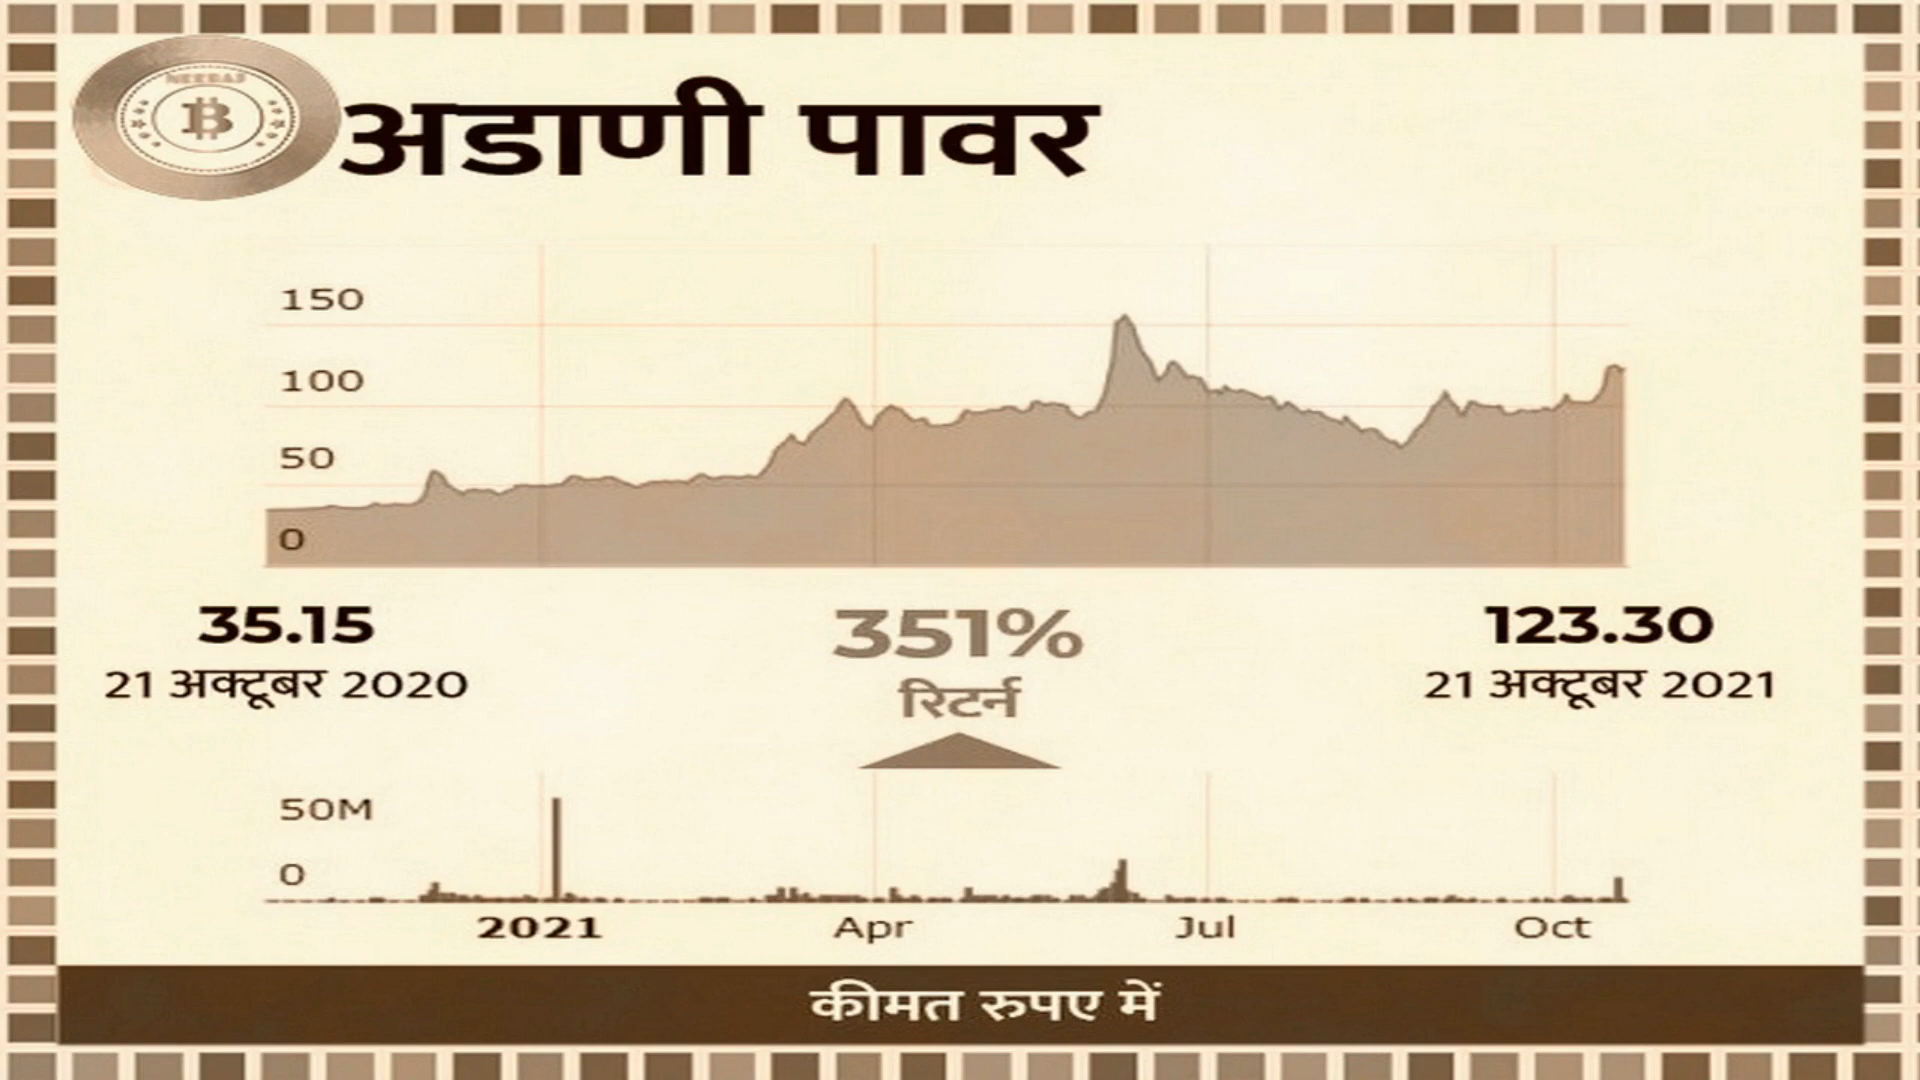 NEERAJ
अडाणी पावर
150
100
50
0
35.15
21 अक्टूबर 2020
351%
रिटर्न
123.30
21 अक्टूबर 2021
50M
0
2021 Apr Jul Oct
कीमत रुपए में